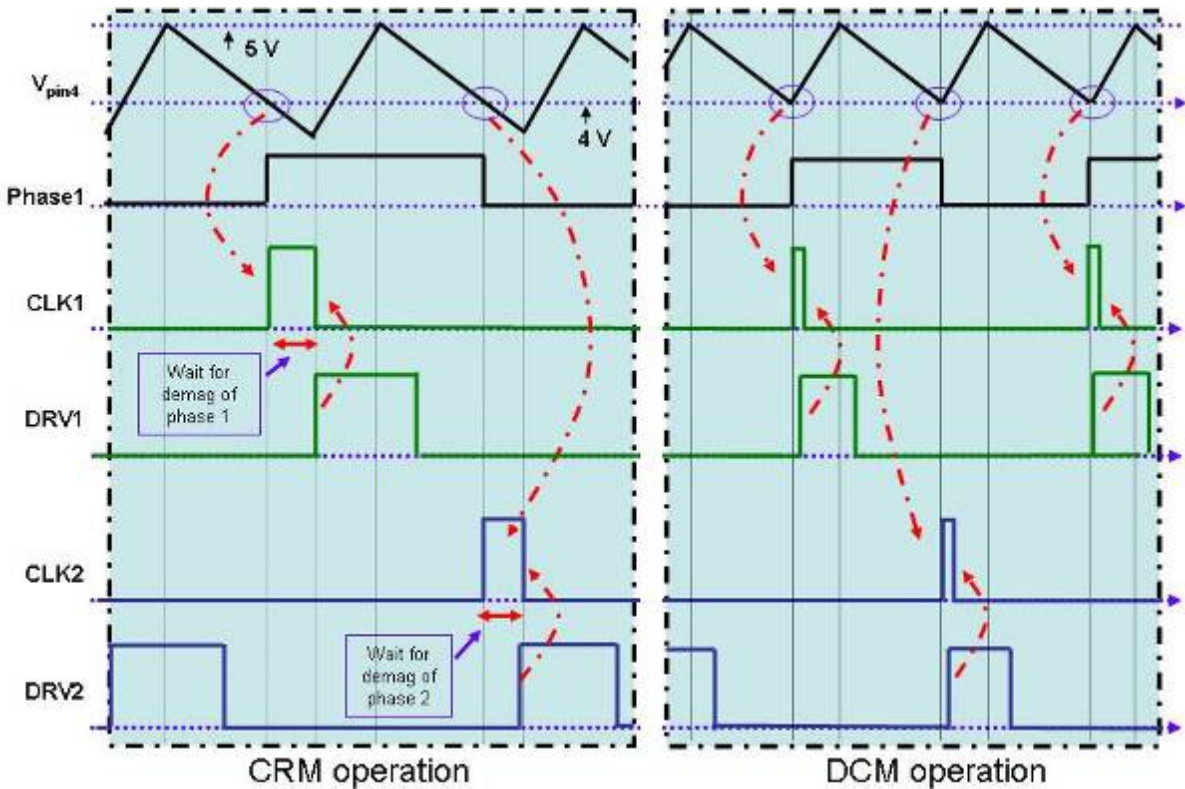 5 V
V pin4
4 V
Phase1
CLK1
Wait for
demag of
phase 1
DRV1
CLK2
Wait for
demag of
phase 2
DRV2
CRM operation
DCM operation